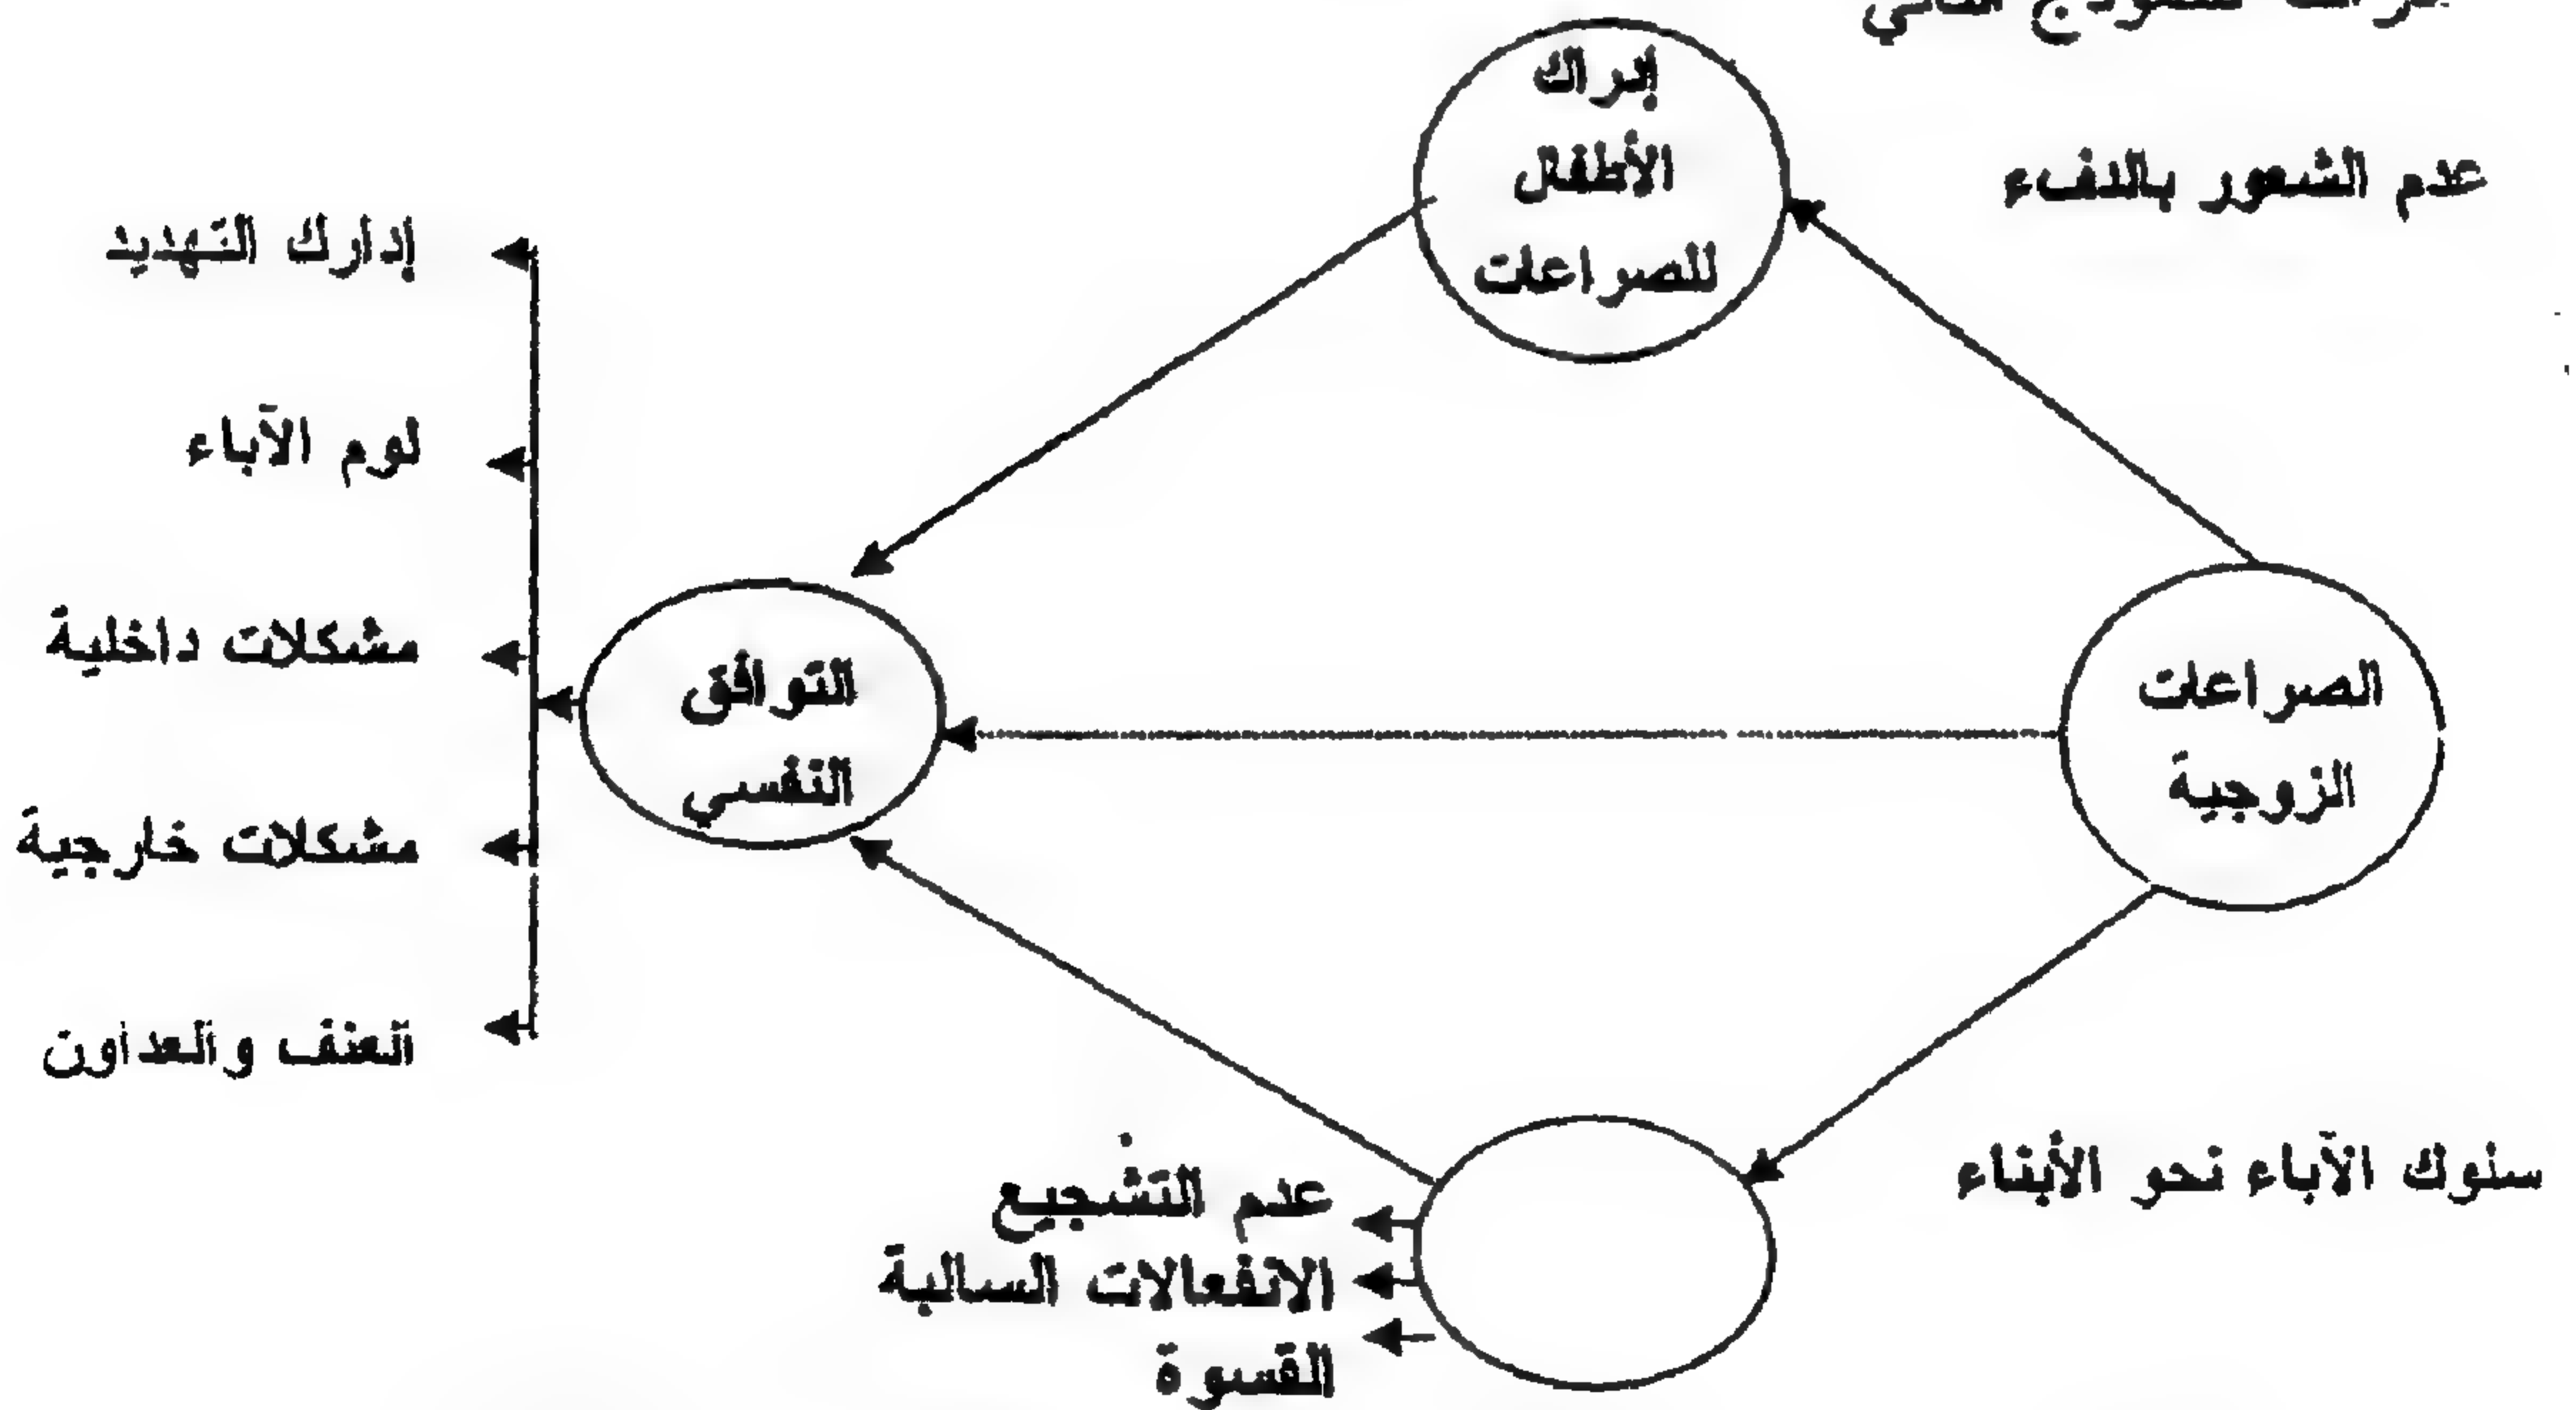 إدراك
الأطفال
للصراعات
عدم الشعور بالدفء
إدارك التهديد
لوم الآباء
مشكلات داخلية
مشكلات خارجية
العنف والعداون
الصراعات
الزوجية
التوافق
النفسي
سلوك الآباء نحو الأبناء
عدم التشجيع
الانفعالات السالبة
القسوة